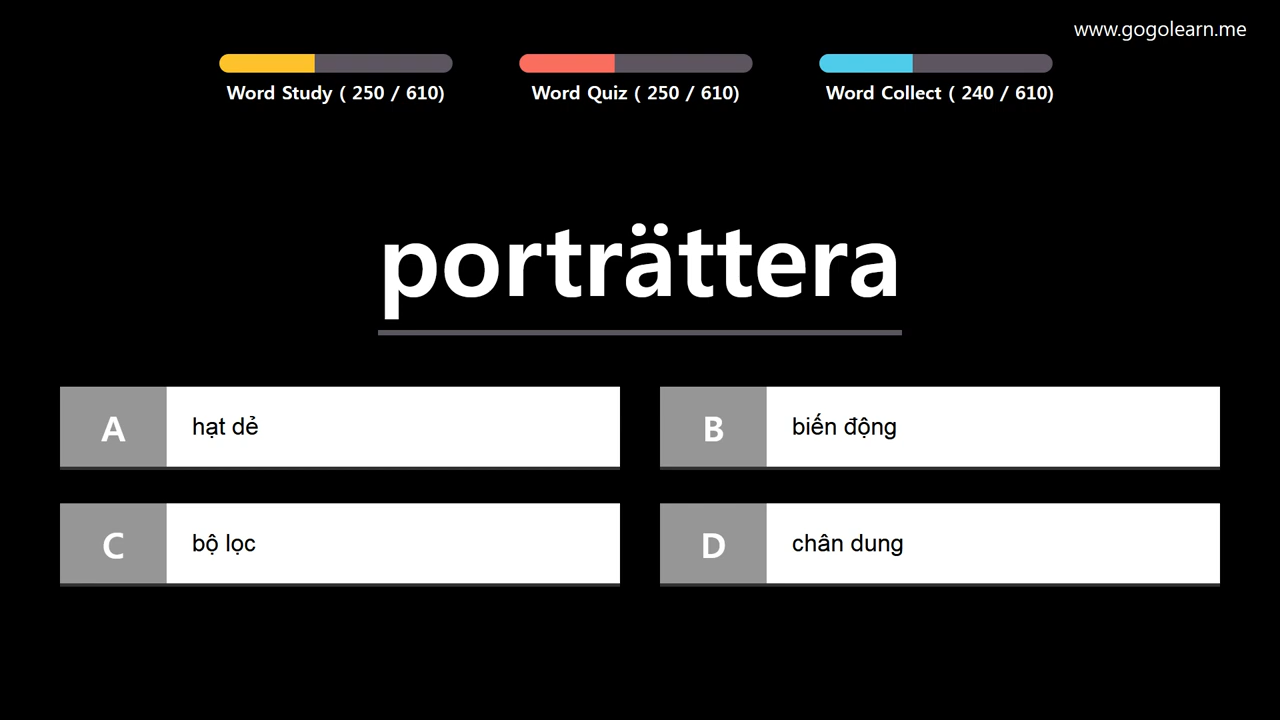 www.gogolearn.me
Word Study ( 250 / 610)
Word Quiz ( 250 / 610)
Word Collect ( 240 / 610)
porträttera
A hạt dẻ
B biến động
C bộ lọc
D chân dung